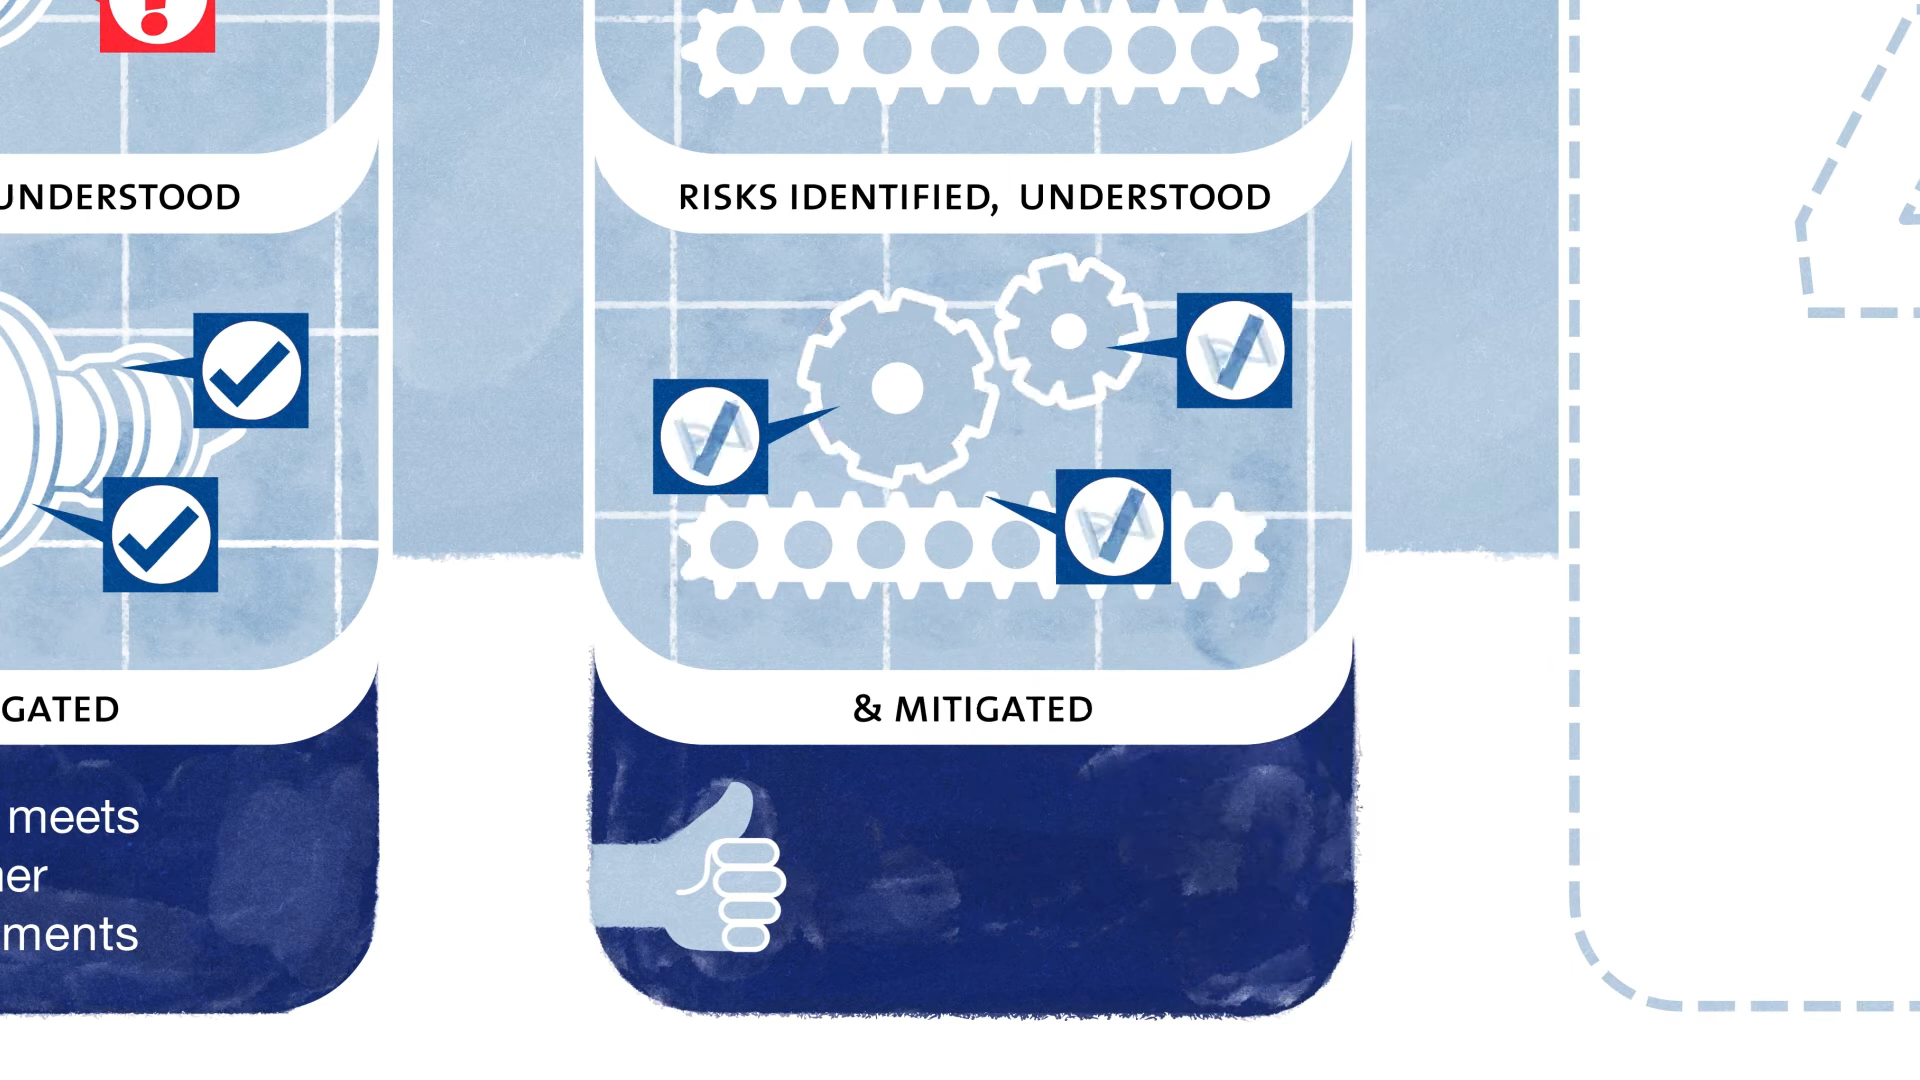 UNDERSTOOD
GATED
meets
er
ments
RISKS IDENTIFIED, UNDERSTOOD
& MITIGATED